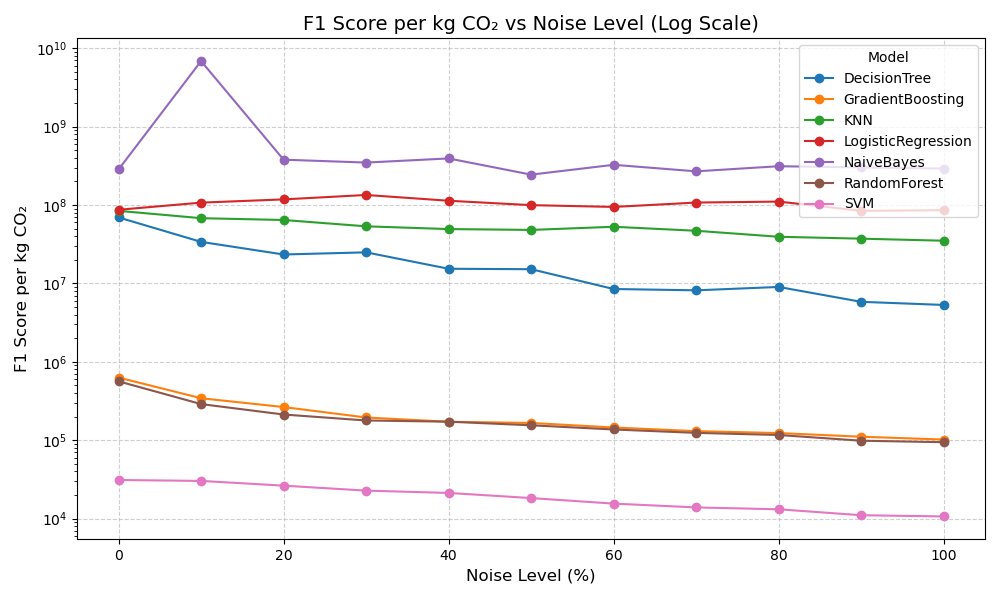 F1 Score per kg CO₂ vs Noise Level (Log Scale)
F1 Score per kg CO₂
10¹⁰
10⁹
10⁸
10⁷
10⁶
10⁵
10⁴
Model
DecisionTree
GradientBoosting
KNN
LogisticRegression
NaiveBayes
RandomForest
SVM
0 20 40 60 80 100
Noise Level (%)